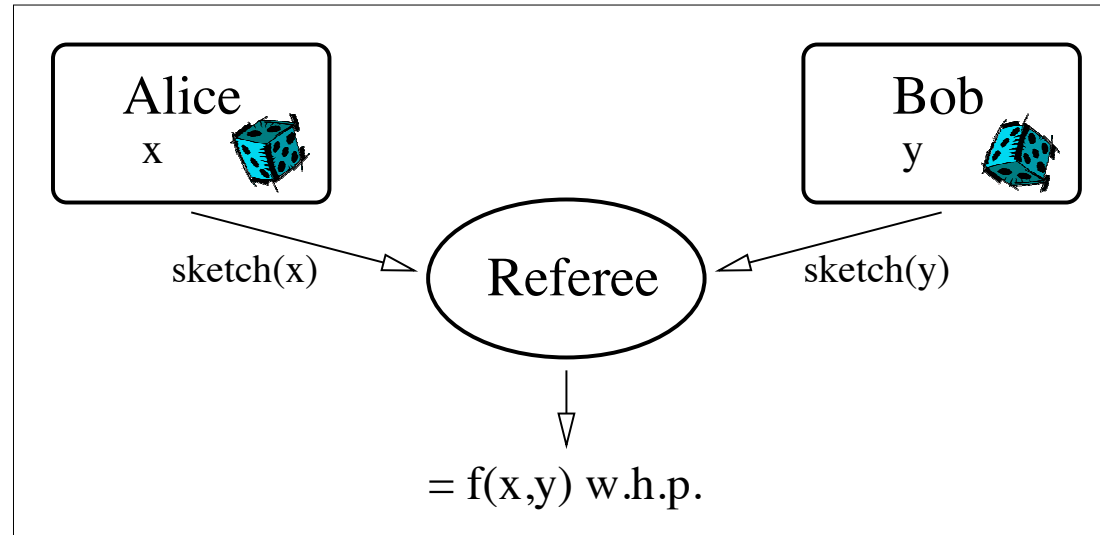 Alice
x
Bob
y
sketch(x)
Referee
sketch(y)
= f(x,y) w.h.p.